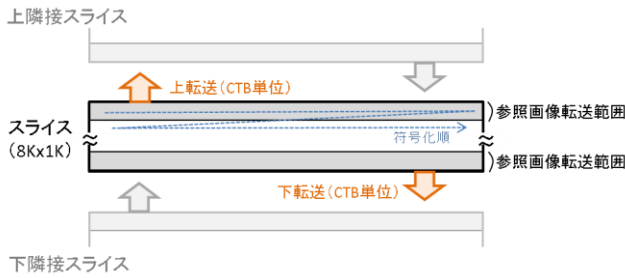 上隣接スライス
上転送（CTB単位）
参照画像転送範囲
スライス
（8Kx1K）
符号化順
参照画像転送範囲
下転送（CTB単位）
下隣接スライス